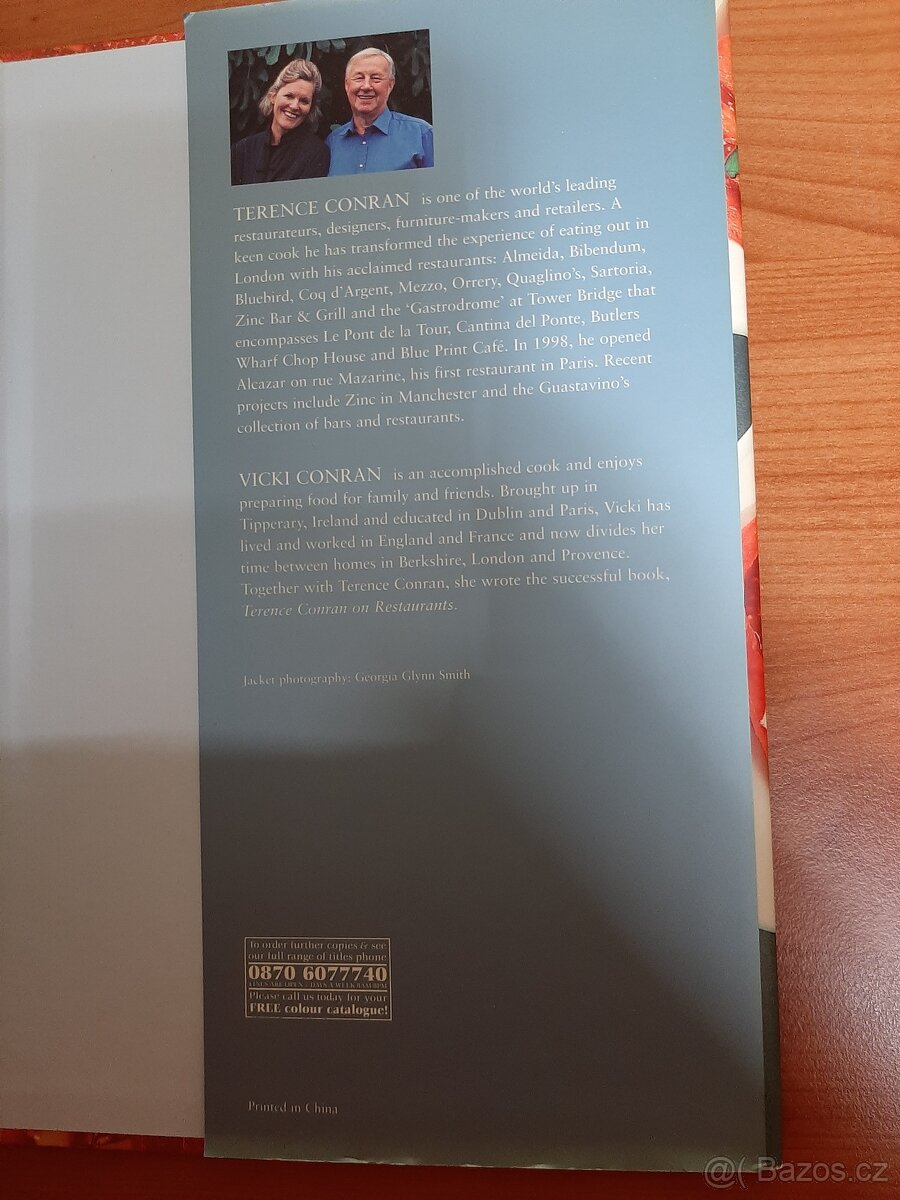 TERENCE CONRAN is one of the world's leading
restaurateurs, designers, furniture-makers and retailers. A
keen cook he has transformed the experience of eating out in
London with his acclaimed restaurants: Almeida, Bibendum,
Bluebird, Coq d'Argent, Mezzo, Orrery, Quaglino's, Sartoria,
Zinc Bar & Grill and the 'Gastrodrome' at Tower Bridge that
encompasses Le Pont de la Tour, Cantina del Ponte, Butlers
Wharf Chop House and Blue Print Café. In 1998, he opened
Alcazar on rue Mazarine, his first restaurant in Paris. Recent
projects include Zinc in Manchester and the Guastavino's
collection of bars and restaurants.
VICKI CONRAN is an accomplished cook and enjoys
preparing food for family and friends. Brought up in
Tipperary, Ireland and educated in Dublin and Paris, Vicki has
lived and worked in England and France and now divides her
time between homes in Berkshire, London and Provence.
Together with Terence Conran, she wrote the successful book,
Terence Conran on Restaurants.
Jacket photography: Georgia Glynn Smith
To order further copies & see
our full range of titles phone
0870 6077740
LINES ARE OPEN 7 DAYS A WEEK 8AM-8PM
Please call us today for your
FREE colour catalogue!
Printed in China
@( Bazos.cz